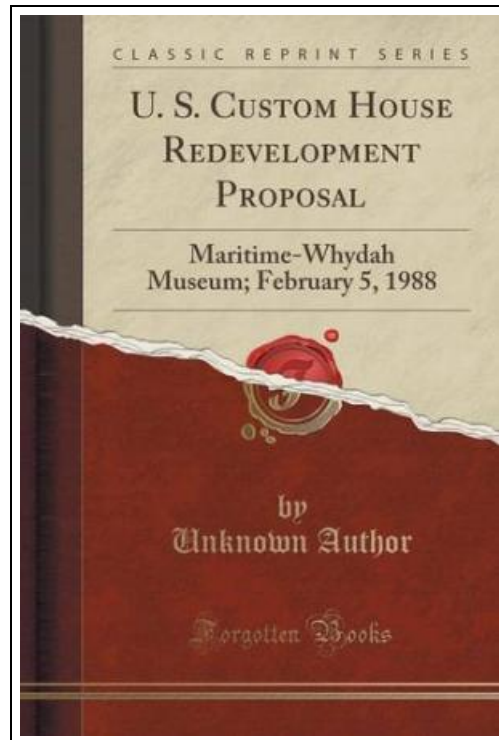 CLASSIC REPRINT SERIES
U. S. CUSTOM HOUSE
REDEVELOPMENT
PROPOSAL
Maritime-Whydah
Museum; February 5, 1988
by
Unknown Author
Forgotten Books